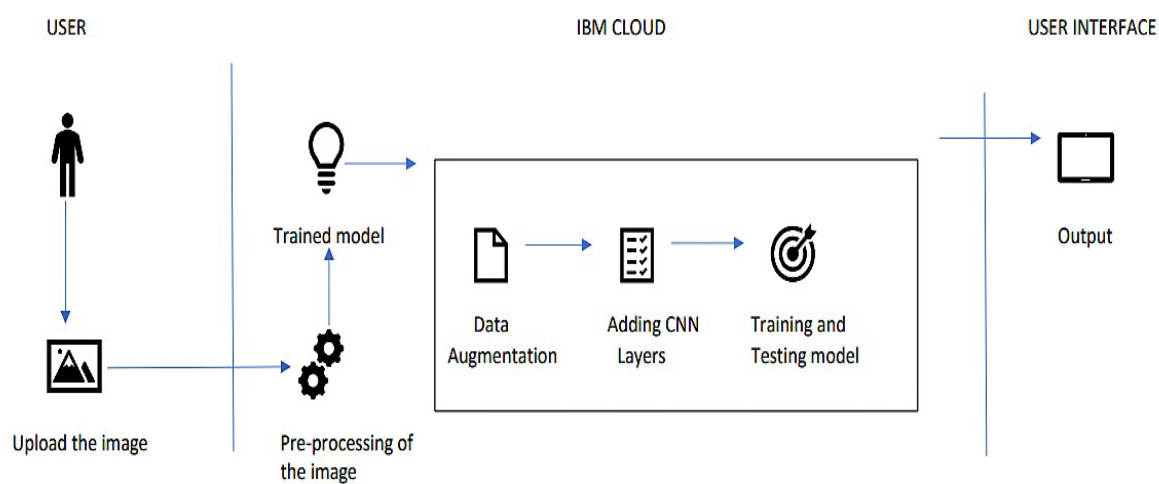 USER
IBM CLOUD
USER INTERFACE
Trained model
Output
Data
Augmentation
Adding CNN
Layers
Training and
Testing model
Upload the image
Pre-processing of
the image